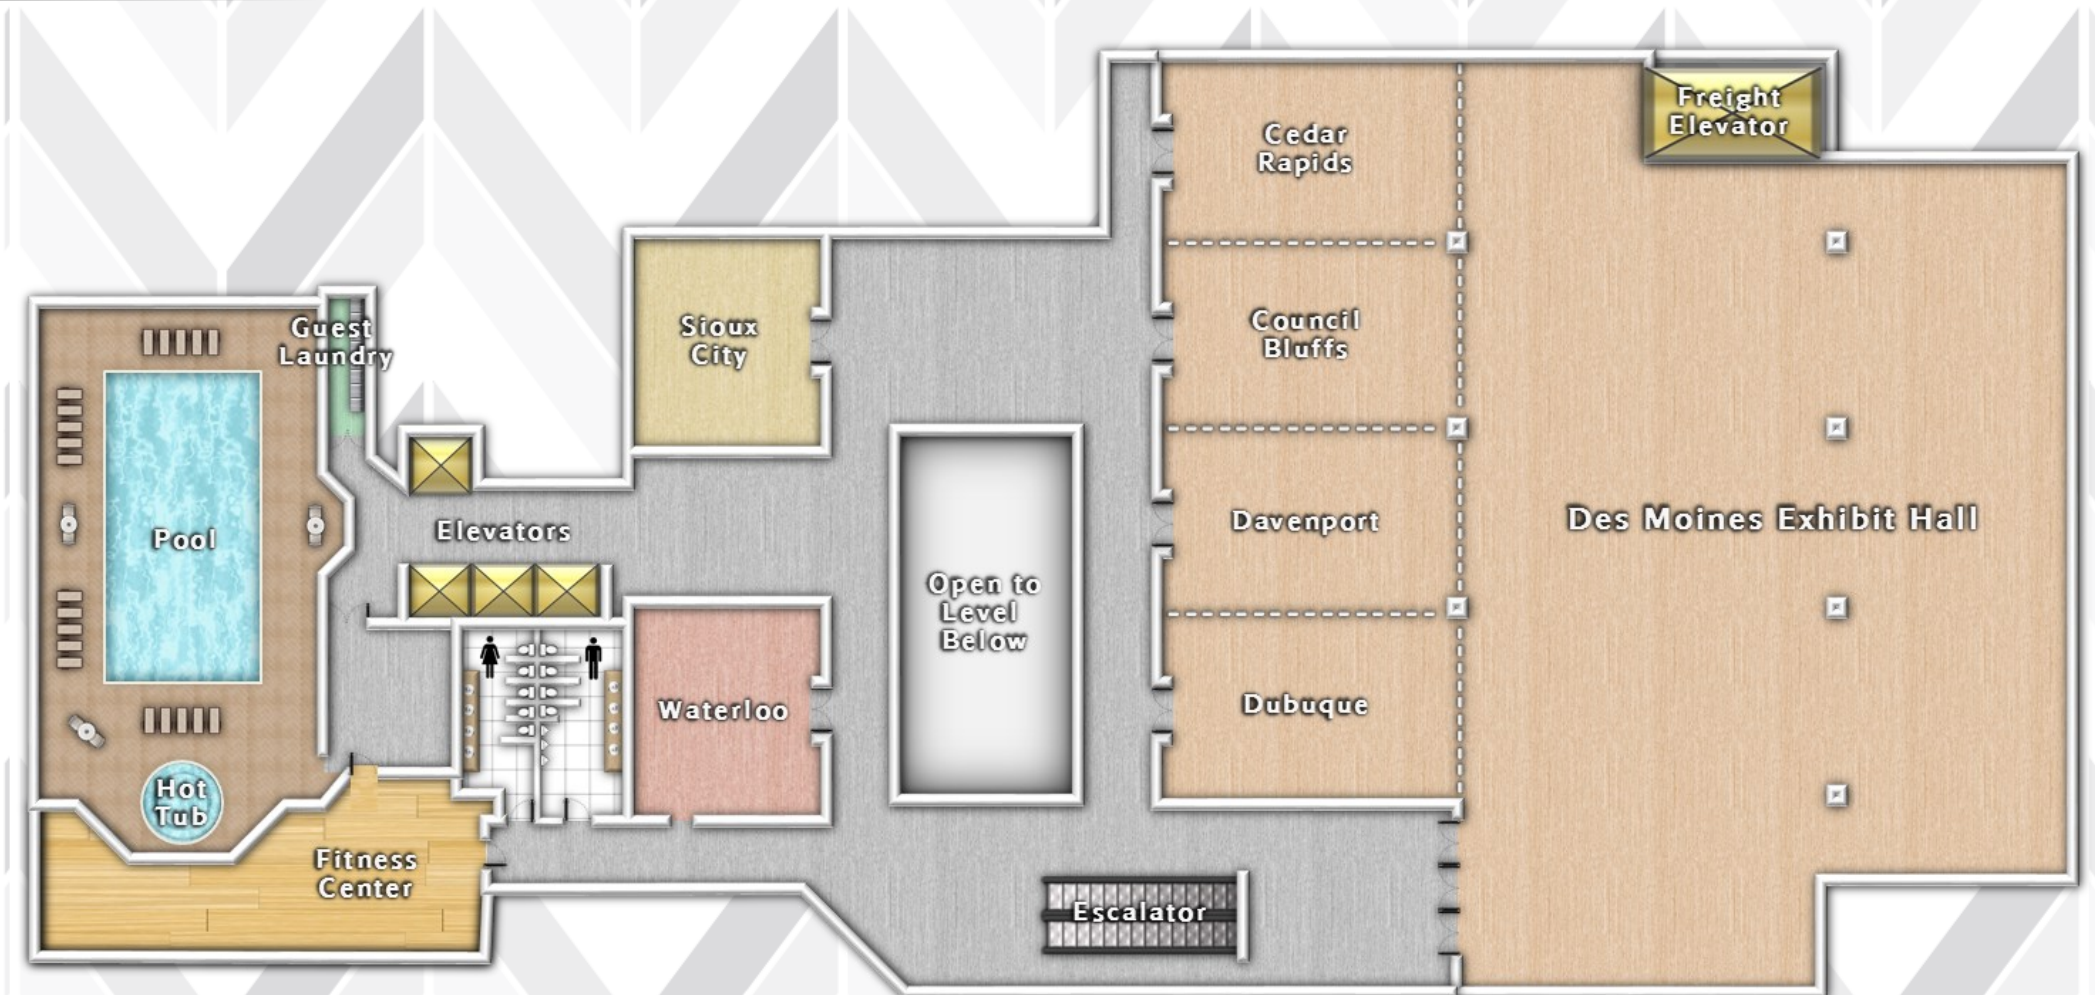 Freight
Elevator
Cedar
Rapids
Guest
Laundry
Sioux
City
Council
Bluffs
Elevators
Pool
Davenport
Des Moines Exhibit Hall
Open to
Level
Below
Waterloo
Dubuque
Hot
Tub
Fitness
Center
Escalator